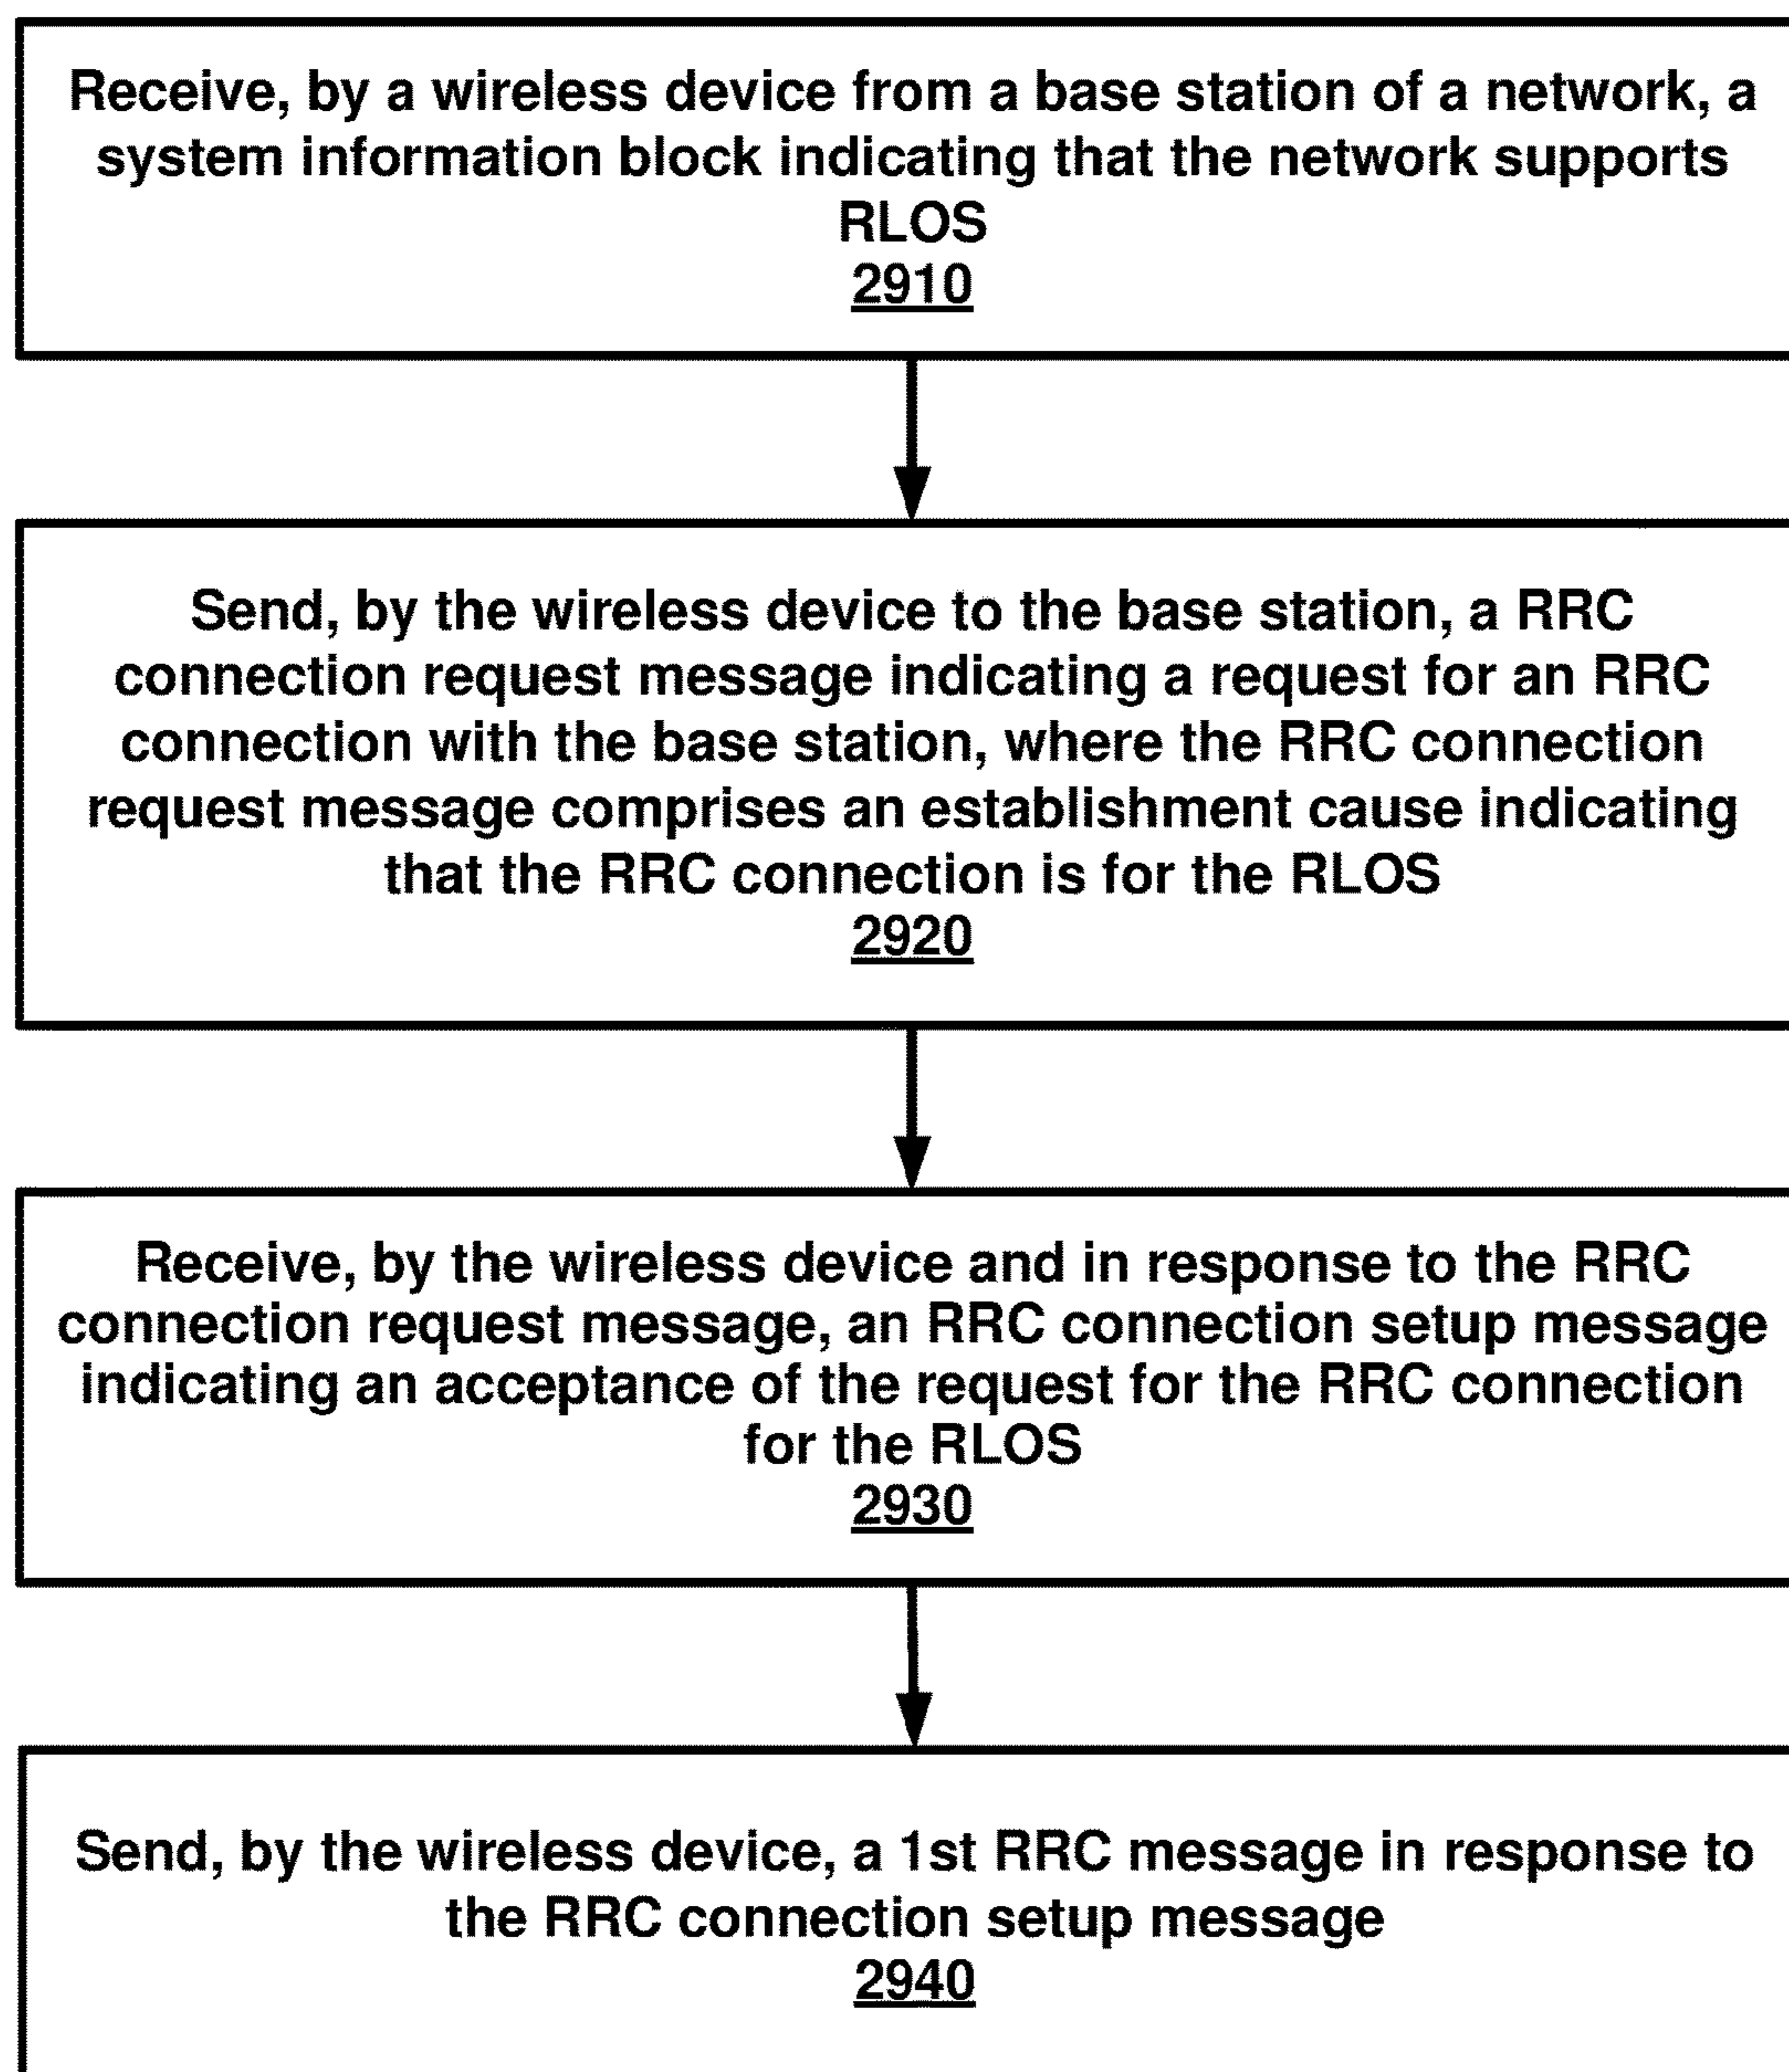 Receive, by a wireless device from a base station of a network, a
system information block indicating that the network supports
RLOS
2910
Send, by the wireless device to the base station, a RRC
connection request message indicating a request for an RRC
connection with the base station, where the RRC connection
request message comprises an establishment cause indicating
that the RRC connection is for the RLOS
2920
Receive, by the wireless device and in response to the RRC
connection request message, an RRC connection setup message
indicating an acceptance of the request for the RRC connection
for the RLOS
2930
Send, by the wireless device, a 1st RRC message in response to
the RRC connection setup message
2940